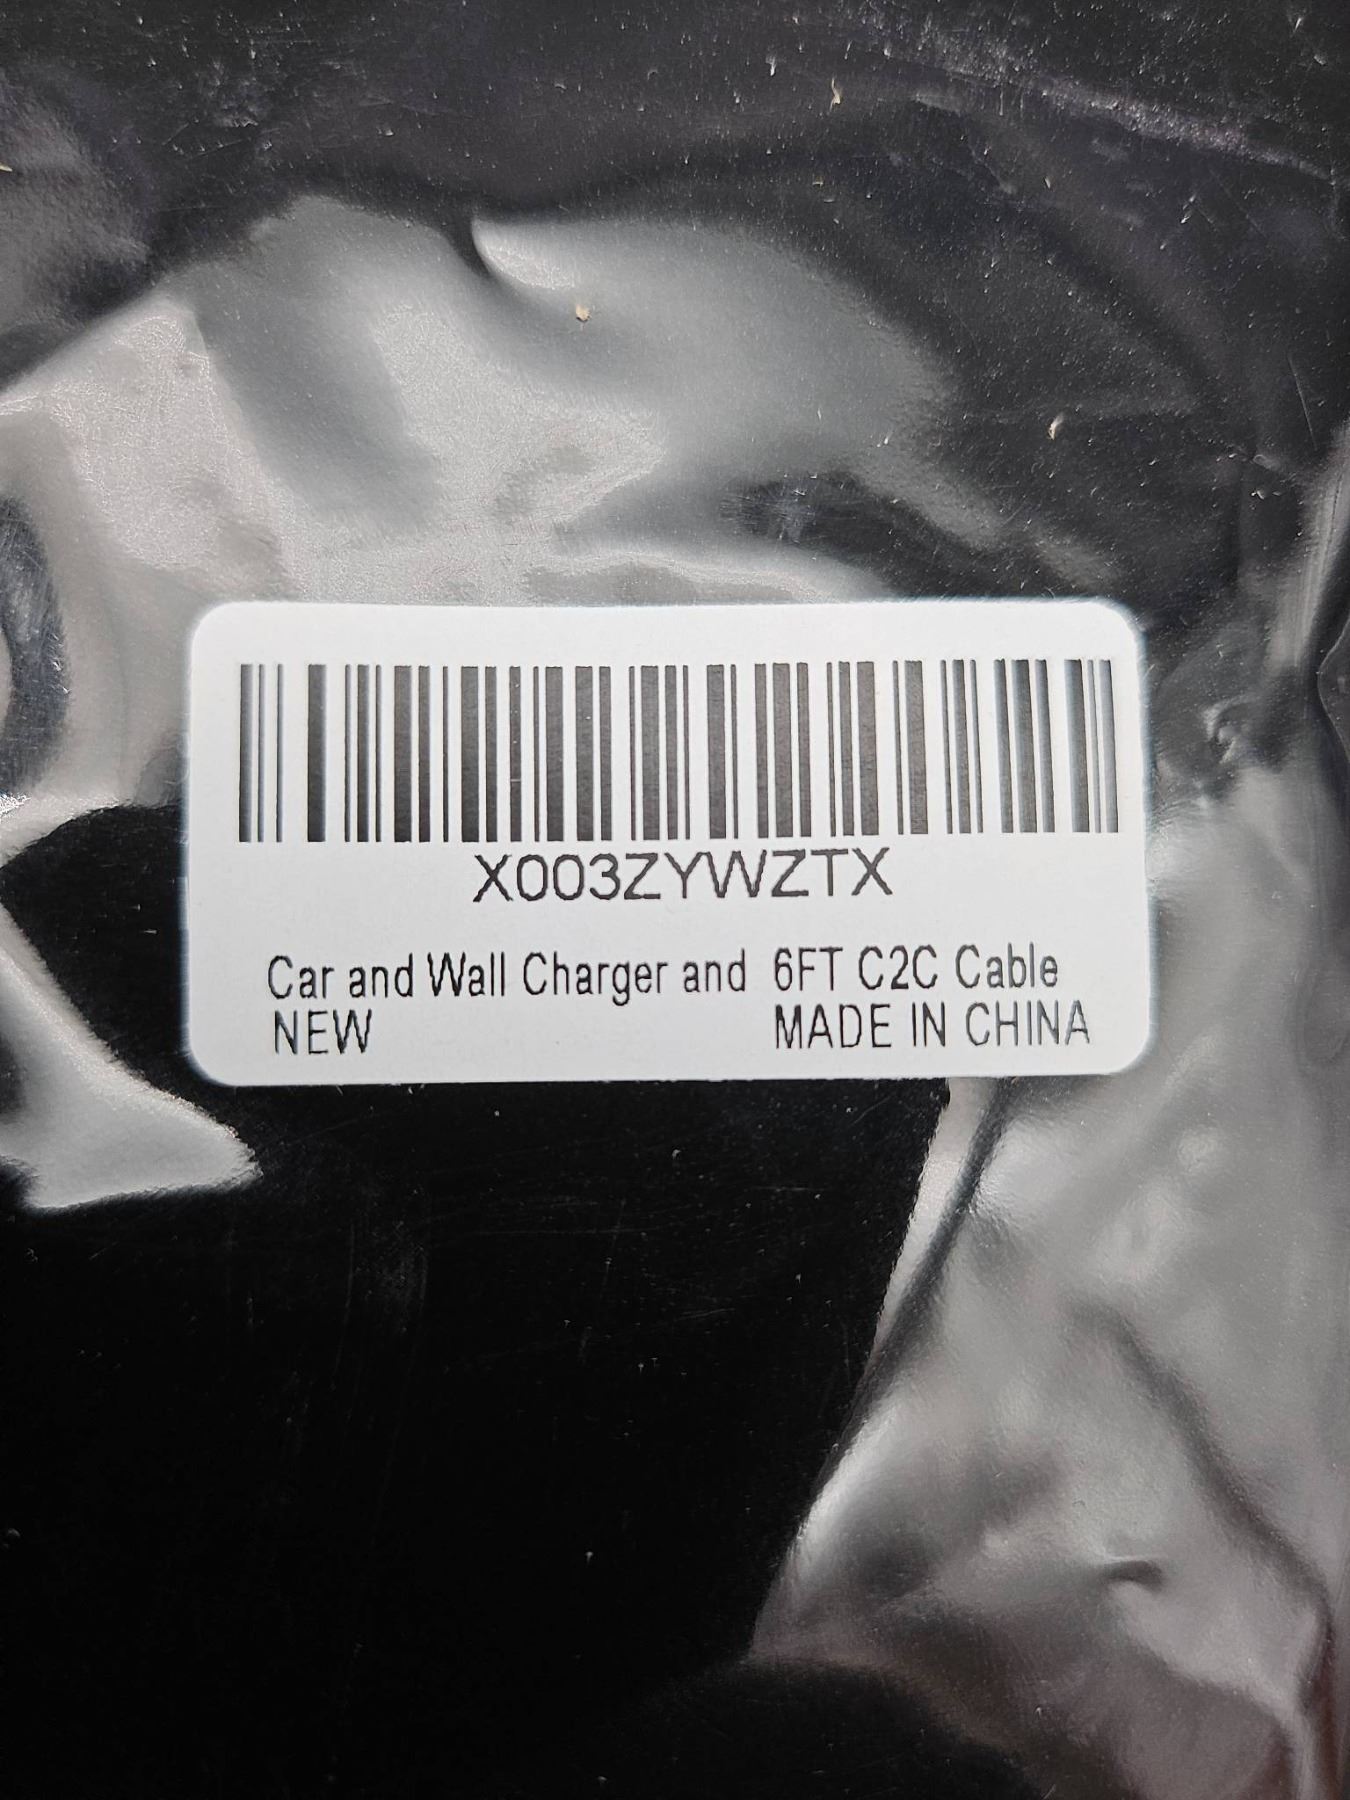 X003ZYWZTX
Car and Wall Charger and 6FT C2C Cable
NEW MADE IN CHINA